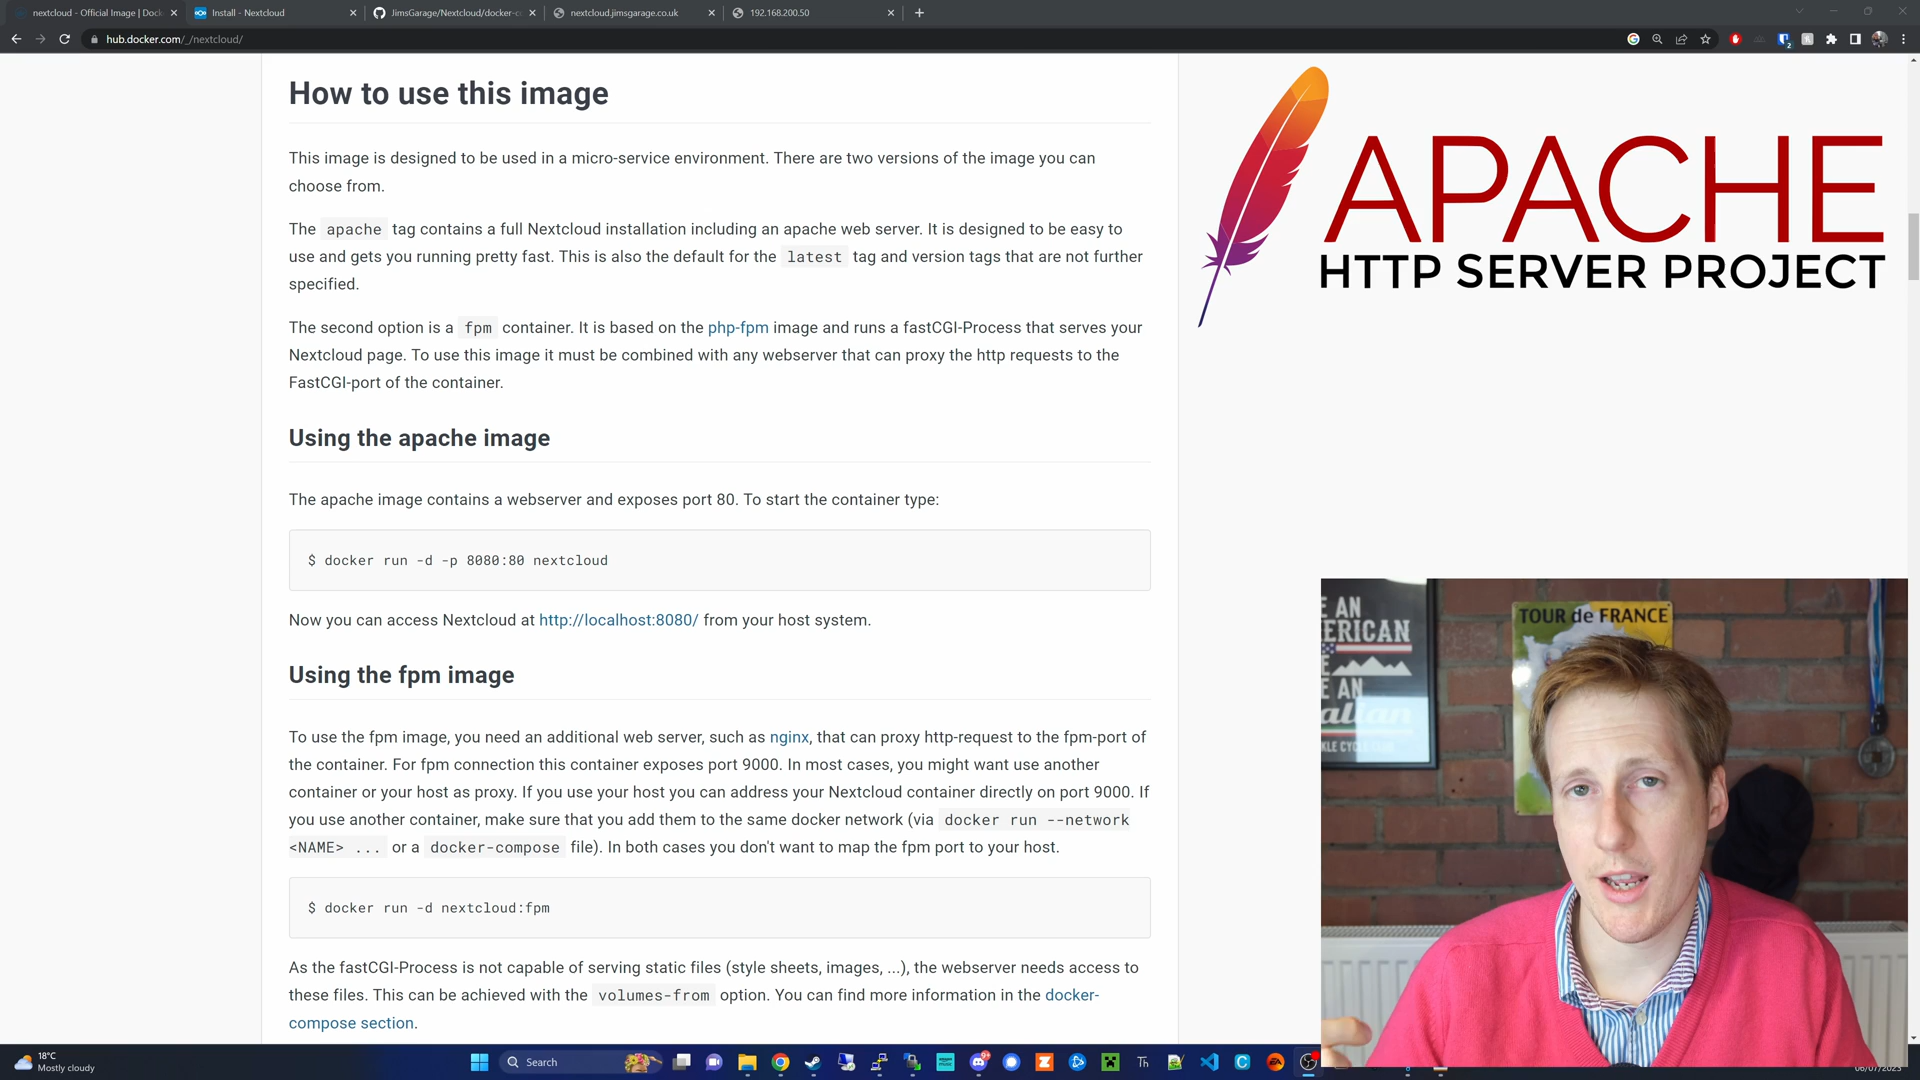 nextcloud - Official Image | Dock
Install - Nextcloud
JimsGarage/Nextcloud/docker-c
nextcloud.jimsgarage.co.uk
192.168.200.50
hub.docker.com/_/nextcloud/
How to use this image
This image is designed to be used in a micro-service environment. There are two versions of the image you can
choose from.
The apache tag contains a full Nextcloud installation including an apache web server. It is designed to be easy to
use and gets you running pretty fast. This is also the default for the latest tag and version tags that are not further
specified.
The second option is a fpm container. It is based on the php-fpm image and runs a fastCGI-Process that serves your
Nextcloud page. To use this image it must be combined with any webserver that can proxy the http requests to the
FastCGI-port of the container.
Using the apache image
The apache image contains a webserver and exposes port 80. To start the container type:
$ docker run -d -p 8080:80 nextcloud
Now you can access Nextcloud at http://localhost:8080/ from your host system.
Using the fpm image
To use the fpm image, you need an additional web server, such as nginx, that can proxy http-request to the fpm-port of
the container. For fpm connection this container exposes port 9000. In most cases, you might want use another
container or your host as proxy. If you use your host you can address your Nextcloud container directly on port 9000. If
you use another container, make sure that you add them to the same docker network (via docker run --network
<NAME> ... or a docker-compose file). In both cases you don't want to map the fpm port to your host.
$ docker run -d nextcloud:fpm
As the fastCGI-Process is not capable of serving static files (style sheets, images, ...), the webserver needs access to
these files. This can be achieved with the volumes-from option. You can find more information in the docker-
compose section.
APACHE
HTTP SERVER PROJECT
E AN
ERICAN
E AN
alian
KLE CYCLE
TOUR de FRANCE
18°C
Mostly cloudy
Search
Th
06/07/2023